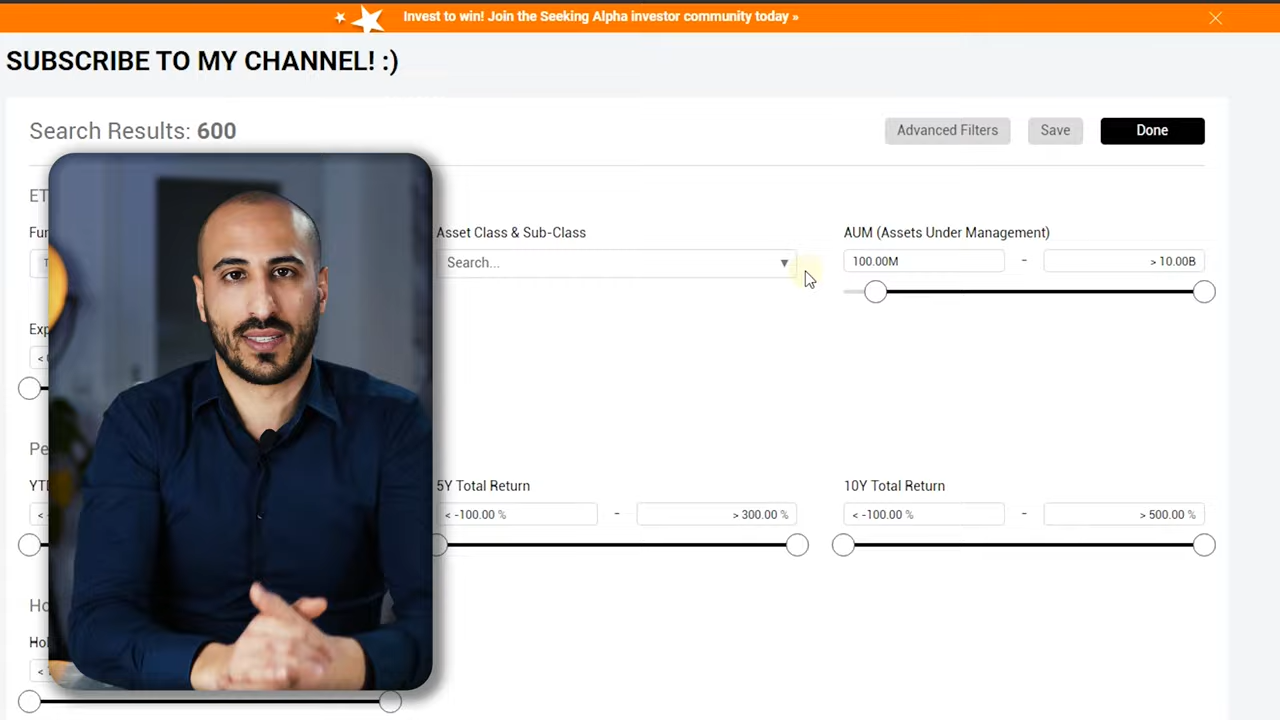 Invest to win! Join the Seeking Alpha investor community today »
SUBSCRIBE TO MY CHANNEL! :)
Search Results: 600
Advanced Filters
Save
Done
Asset Class & Sub-Class
AUM (Assets Under Management)
Search...
100.00M
-
> 10.00B
5Y Total Return
10Y Total Return
< -100.00 %
-
> 300.00 %
< -100.00 %
-
> 500.00 %